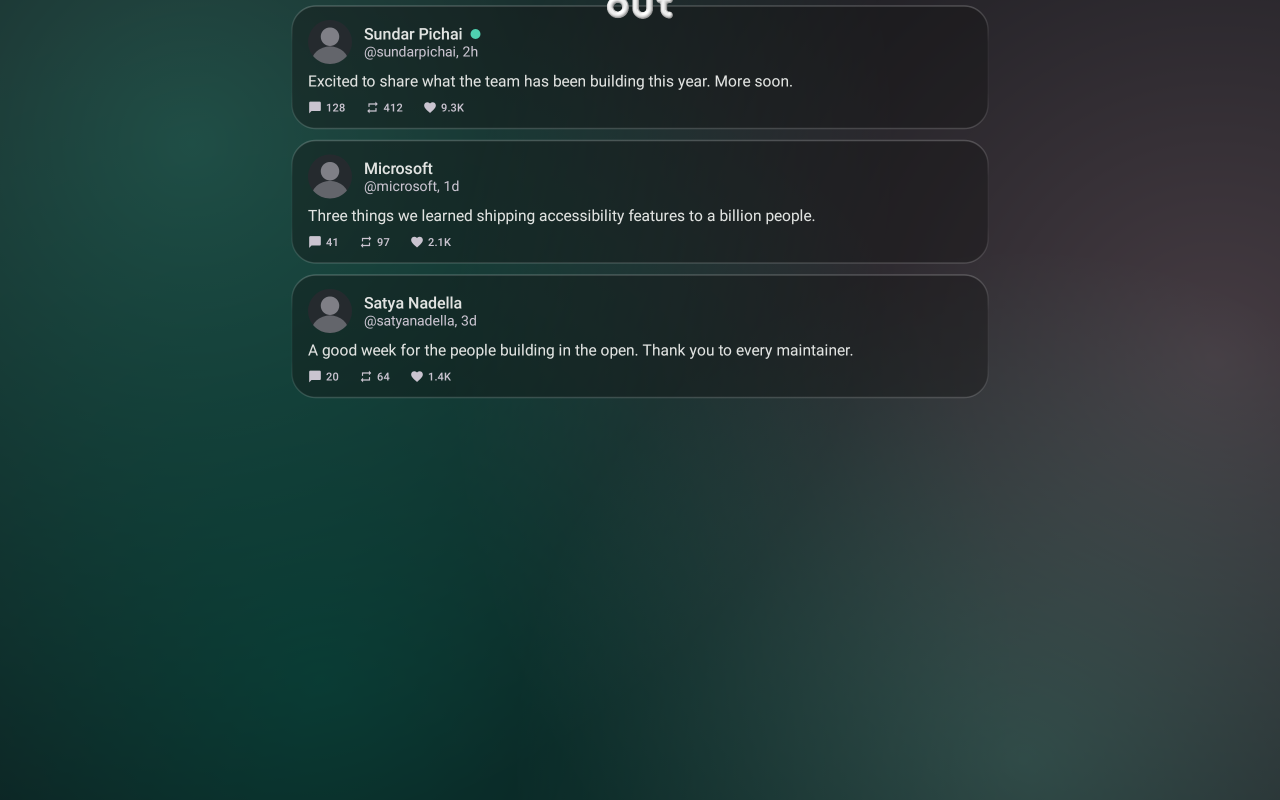 out
Sundar Pichai
@sundarpichai, 2h
Excited to share what the team has been building this year. More soon.
128 412 9.3K
Microsoft
@microsoft, 1d
Three things we learned shipping accessibility features to a billion people.
41 97 2.1K
Satya Nadella
@satyanadella, 3d
A good week for the people building in the open. Thank you to every maintainer.
20 64 1.4K